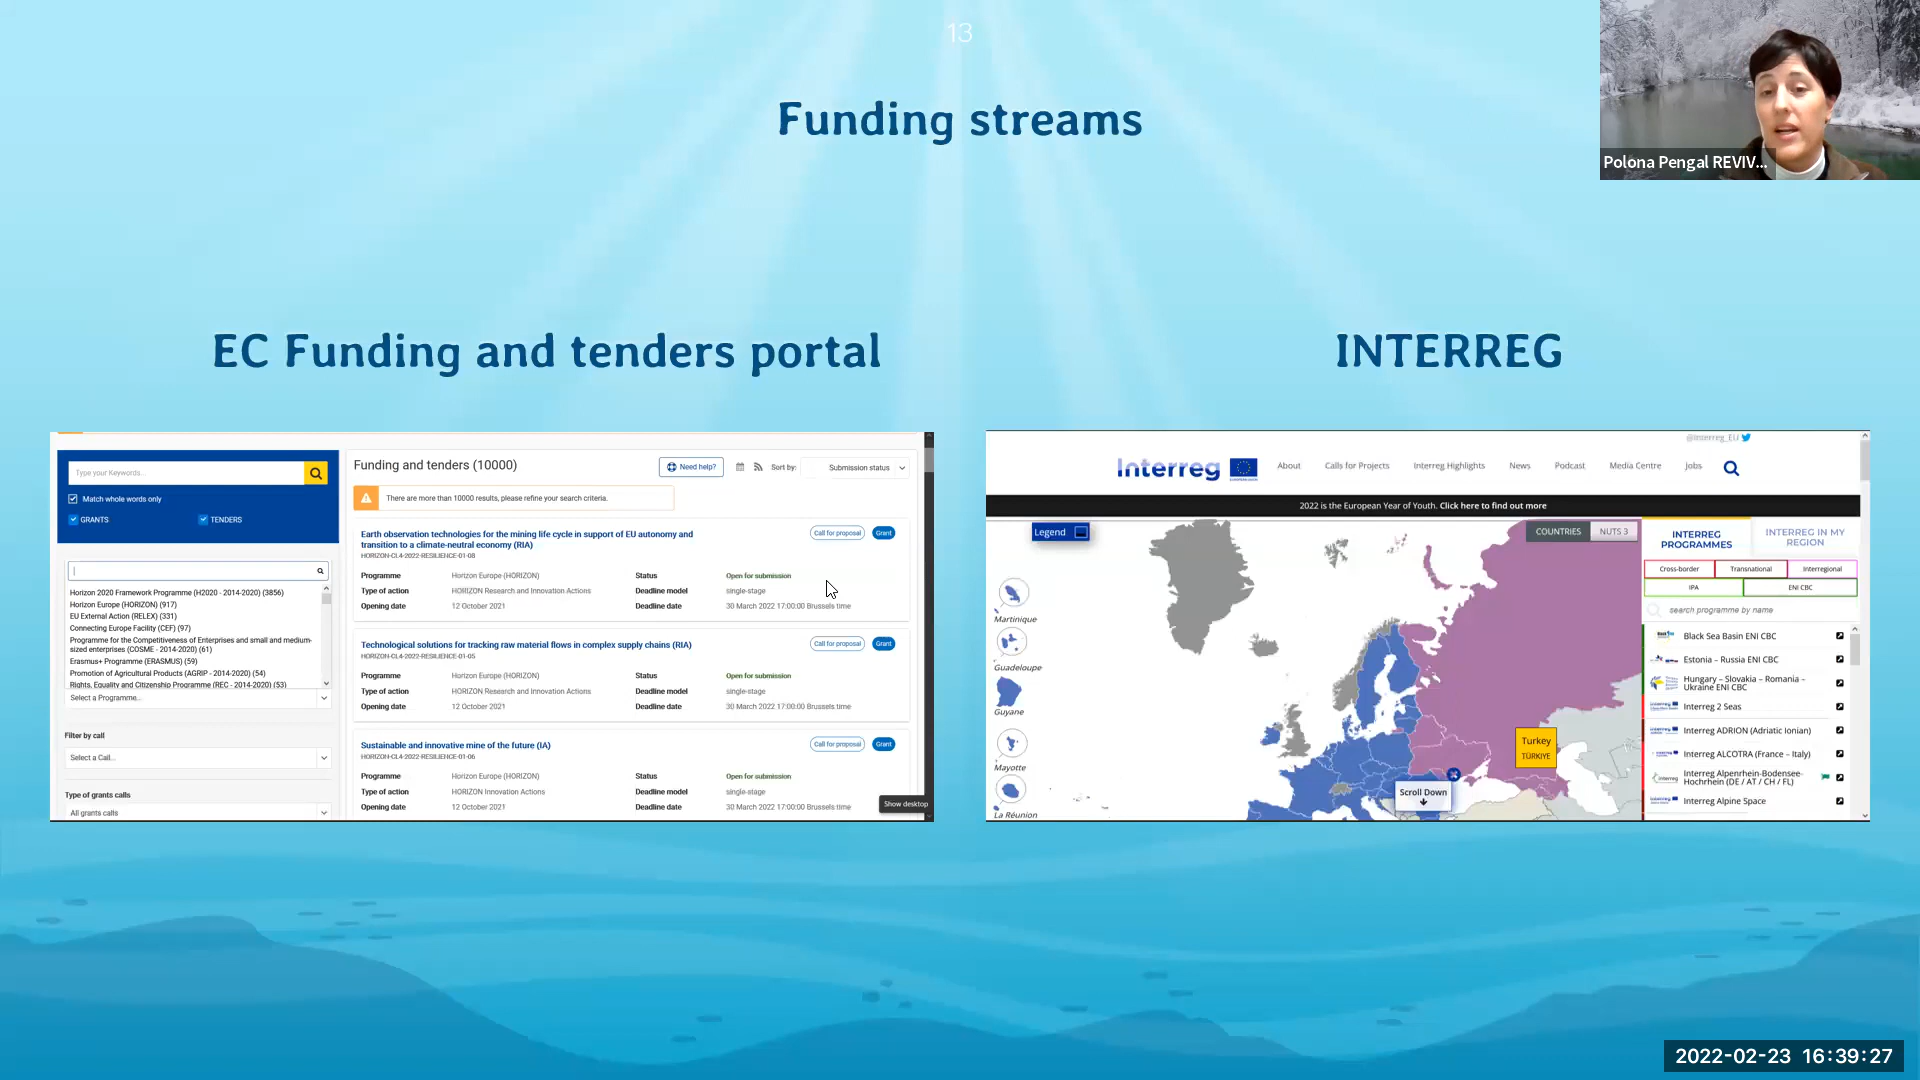 13
Funding streams
Polona Pengal REVIV...
EC Funding and tenders portal
INTERREG
Type your Keywords...
Match whole words only
GRANTS
TENDERS
Horizon 2020 Framework Programme (H2020 - 2014-2020) (3856)
Horizon Europe (HORIZON) (917)
EU External Action (RELEX) (331)
Connecting Europe Facility (CEF) (97)
Programme for the Competitiveness of Enterprises and small and medium-
sized enterprises (COSME - 2014-2020) (61)
Erasmus+ Programme (ERASMUS) (59)
Promotion of Agricultural Products (AGRIP - 2014-2020) (54)
Rights, Equality and Citizenship Programme (REC - 2014-2020) (53)
Select a Programme...
Filter by call
Select a Call...
Type of grants calls
All grants calls
Funding and tenders (10000)
Need help?
Sort by:
Submission status
There are more than 10000 results, please refine your search criteria.
Earth observation technologies for the mining life cycle in support of EU autonomy and
transition to a climate-neutral economy (RIA)
HORIZON-CL4-2022-RESILIENCE-01-08
Call for proposal
Grant
Programme Horizon Europe (HORIZON) Status Open for submission
Type of action HORIZON Research and Innovation Actions Deadline model single-stage
Opening date 12 October 2021 Deadline date 30 March 2022 17:00:00 Brussels time
Technological solutions for tracking raw material flows in complex supply chains (RIA)
HORIZON-CL4-2022-RESILIENCE-01-05
Call for proposal
Grant
Programme Horizon Europe (HORIZON) Status Open for submission
Type of action HORIZON Research and Innovation Actions Deadline model single-stage
Opening date 12 October 2021 Deadline date 30 March 2022 17:00:00 Brussels time
Sustainable and innovative mine of the future (IA)
HORIZON-CL4-2022-RESILIENCE-01-06
Call for proposal
Grant
Programme Horizon Europe (HORIZON) Status Open for submission
Type of action HORIZON Innovation Actions Deadline model single-stage
Opening date 12 October 2021 Deadline date 30 March 2022 17:00:00 Brussels time
Show desktop
@Interreg_EU
Interreg
About
Calls for Projects
Interreg Highlights
News
Podcast
Media Centre
Jobs
2022 is the European Year of Youth. Click here to find out more
Legend
COUNTRIES
NUTS 3
Martinique
Guadeloupe
Guyane
Mayotte
La Réunion
Turkey
TÜRKIYE
Scroll Down
INTERREG
PROGRAMMES
INTERREG IN MY
REGION
Cross-border
Transnational
Interregional
IPA
ENI CBC
search programme by name
Black Sea Basin ENI CBC
Estonia – Russia ENI CBC
Hungary – Slovakia – Romania –
Ukraine ENI CBC
Interreg 2 Seas
Interreg ADRION (Adriatic Ionian)
Interreg ALCOTRA (France – Italy)
Interreg Alpenrhein-Bodensee-
Hochrhein (DE / AT / CH / FL)
Interreg Alpine Space
2022-02-23 16:39:27